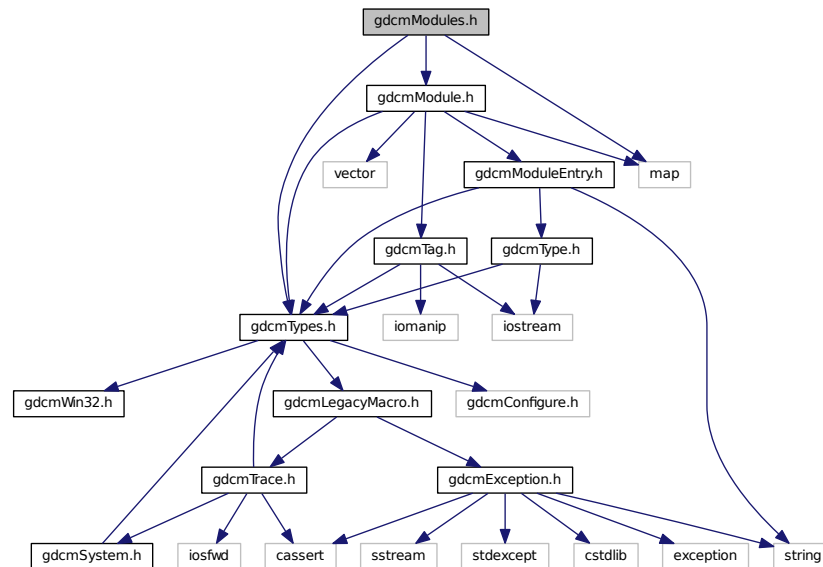 gdcmModules.h
gdcmModule.h
vector
gdcmModuleEntry.h
map
gdcmTag.h
gdcmType.h
gdcmTypes.h
iomanip
iostream
gdcmWin32.h
gdcmLegacyMacro.h
gdcmConfigure.h
gdcmTrace.h
gdcmException.h
gdcmSystem.h
iosfwd
cassert
sstream
stdexcept
cstdlib
exception
string